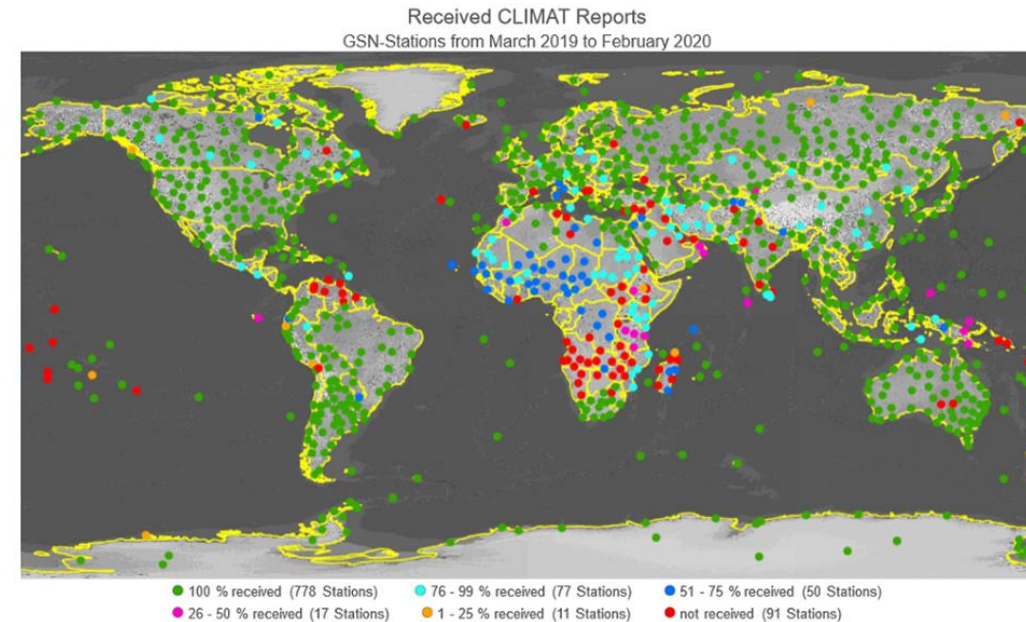 Received CLIMAT Reports
GSN-Stations from March 2019 to February 2020
100 % received (778 Stations)
76 - 99 % received (77 Stations)
51 - 75 % received (50 Stations)
26 - 50 % received (17 Stations)
1 - 25 % received (11 Stations)
not received (91 Stations)